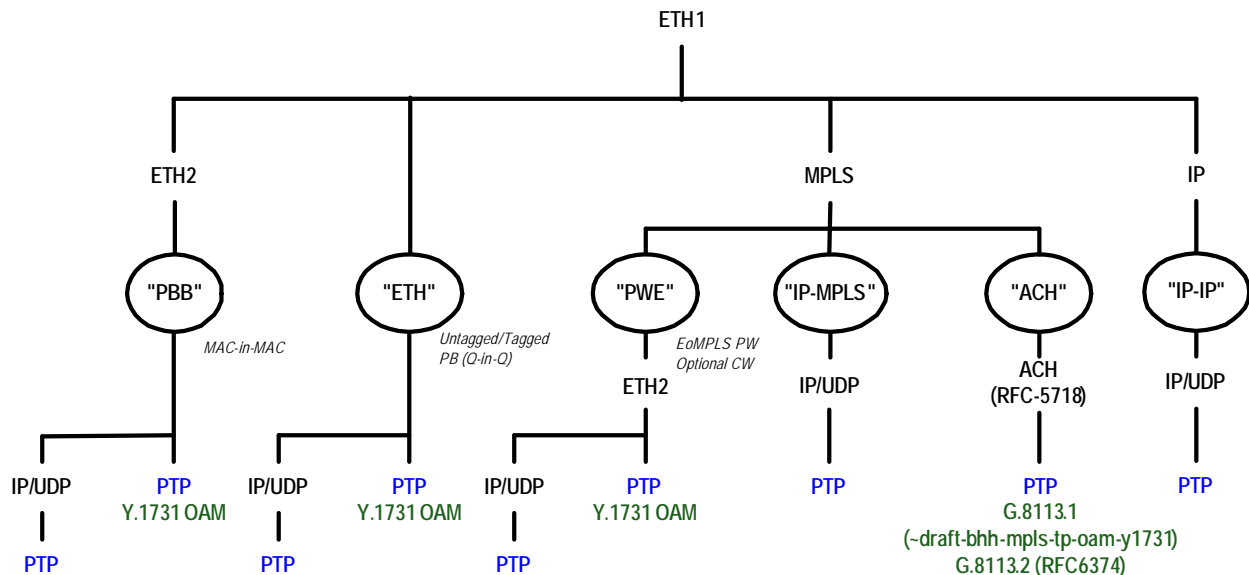 ETH1
ETH2
MPLS
IP
"PBB"
"ETH"
"PWE"
"IP-MPLS"
"ACH"
"IP-IP"
MAC-in-MAC
Untagged/Tagged
PB (Q-in-Q)
EoMPLS PW
Optional CW
ETH2
IP/UDP
ACH
(RFC-5718)
IP/UDP
IP/UDP
PTP
Y.1731 OAM
IP/UDP
PTP
Y.1731 OAM
IP/UDP
PTP
Y.1731 OAM
PTP
PTP
G.8113.1
(~draft-bhh-mpls-tp-oam-y1731)
G.8113.2 (RFC6374)
PTP
PTP
PTP
PTP